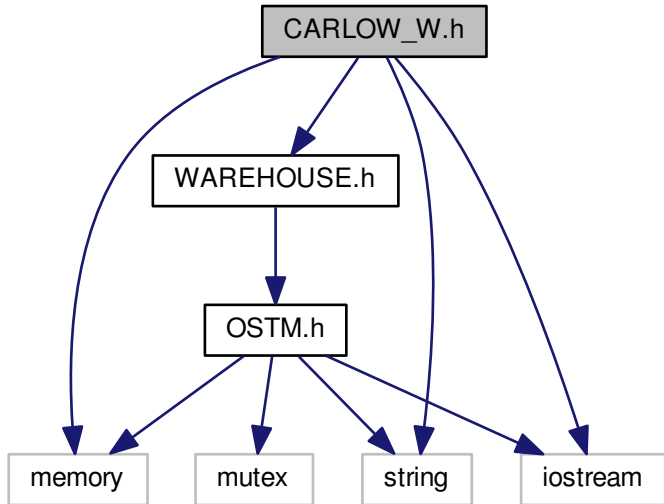 CARLOW_W.h
WAREHOUSE.h
OSTM.h
memory
mutex
string
iostream